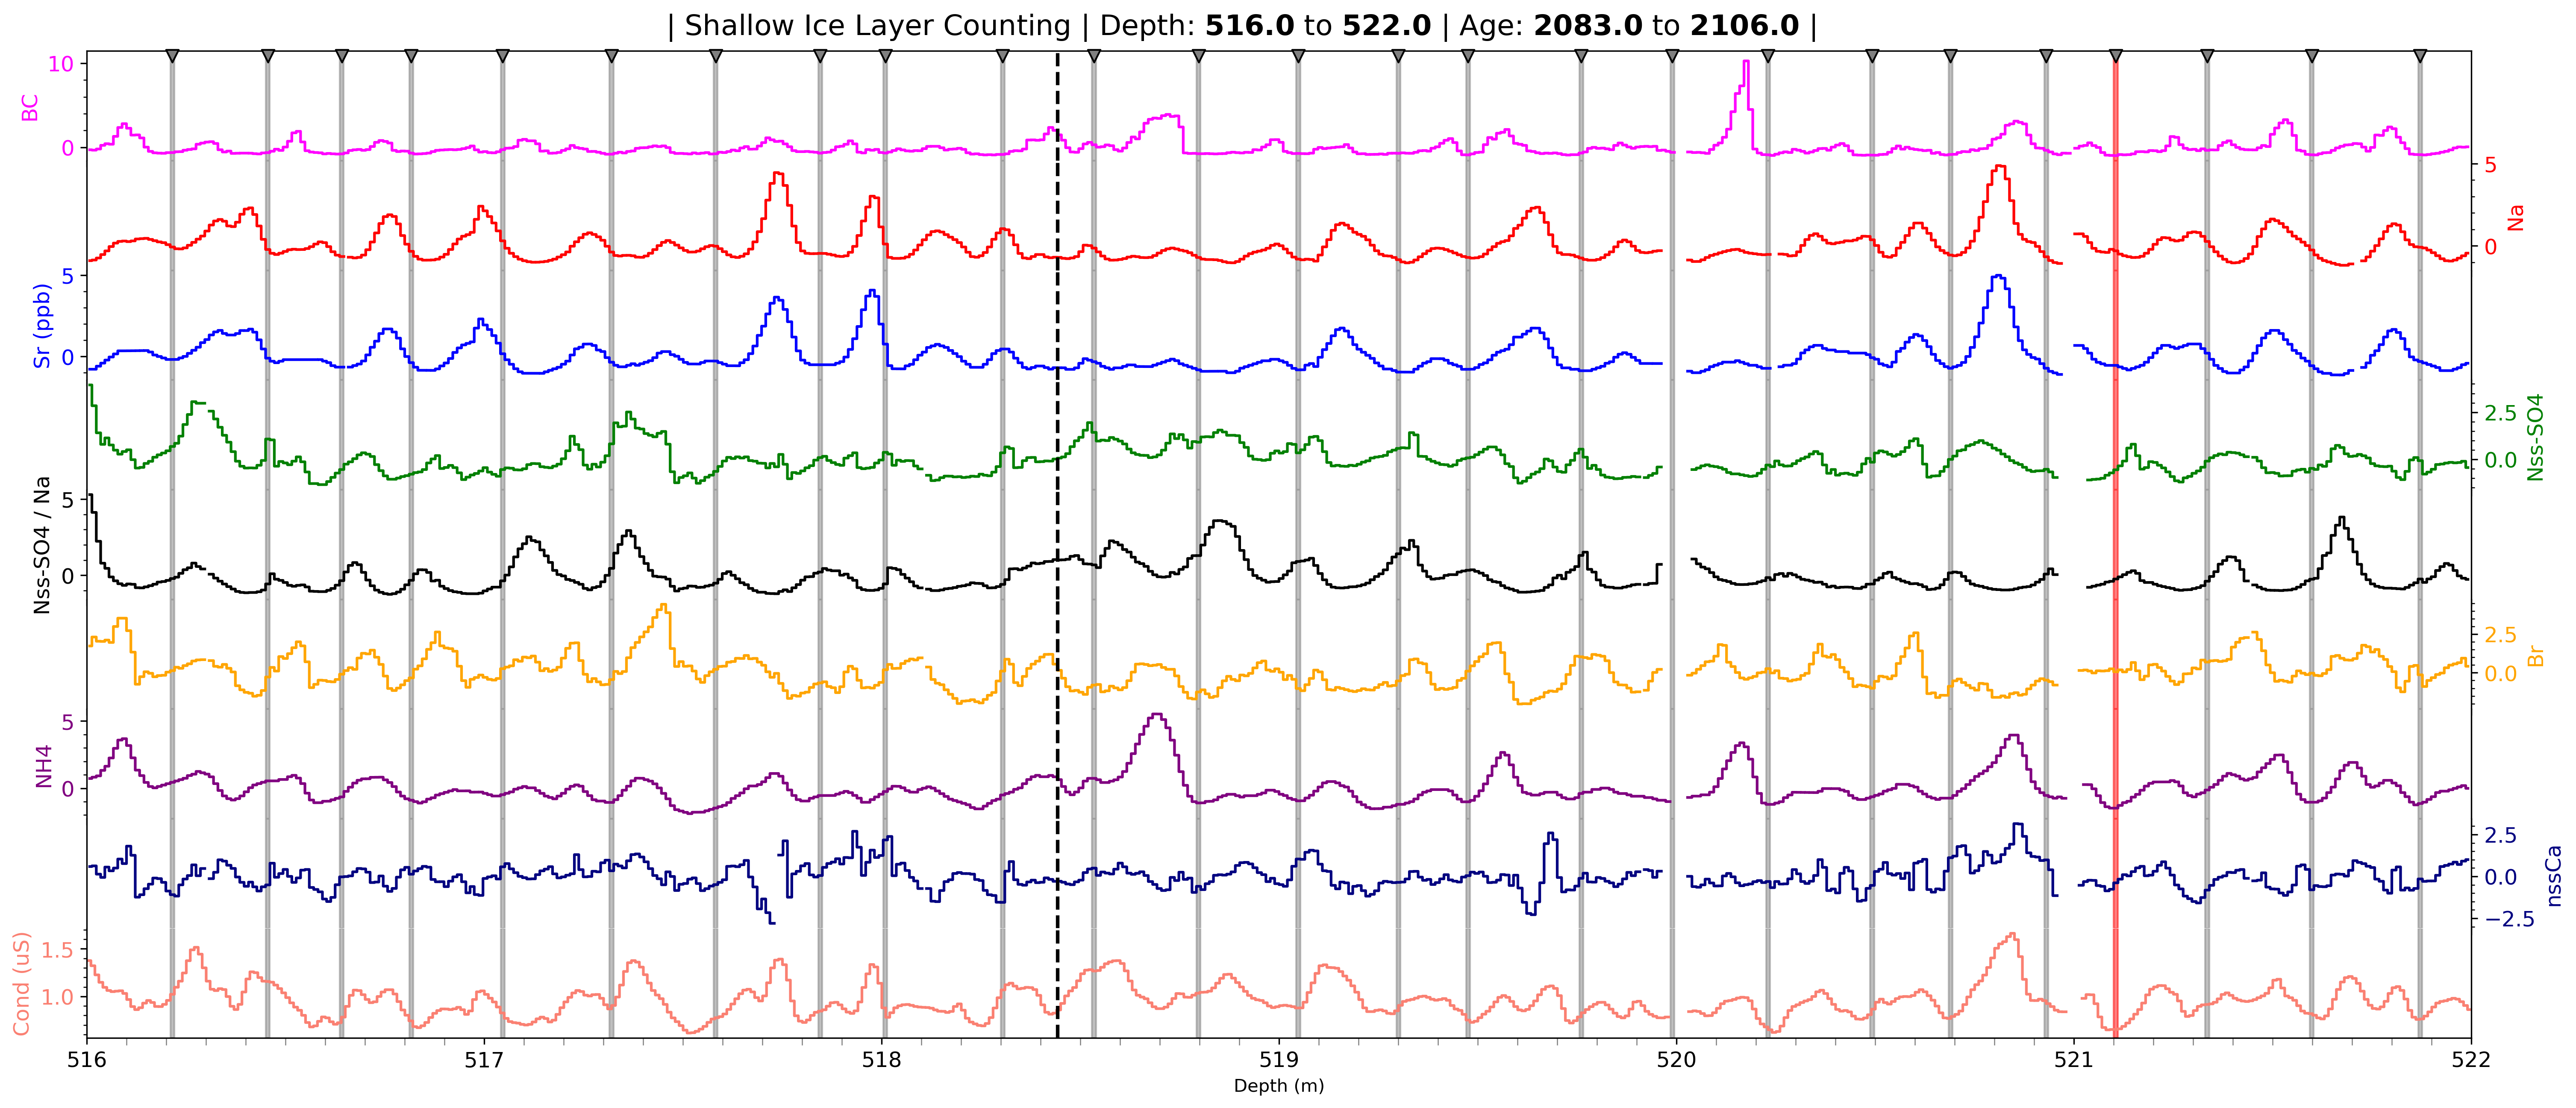 | Shallow Ice Layer Counting | Depth: 516.0 to 522.0 | Age: 2083.0 to 2106.0 |
BC
10
0
Na
5
0
Sr (ppb)
5
0
Nss-SO4
2.5
0.0
Nss-SO4 / Na
5
0
Br
2.5
0.0
NH4
5
0
nssCa
2.5
0.0
−2.5
Cond (uS)
1.5
1.0
516 517 518 519 520 521 522
Depth (m)